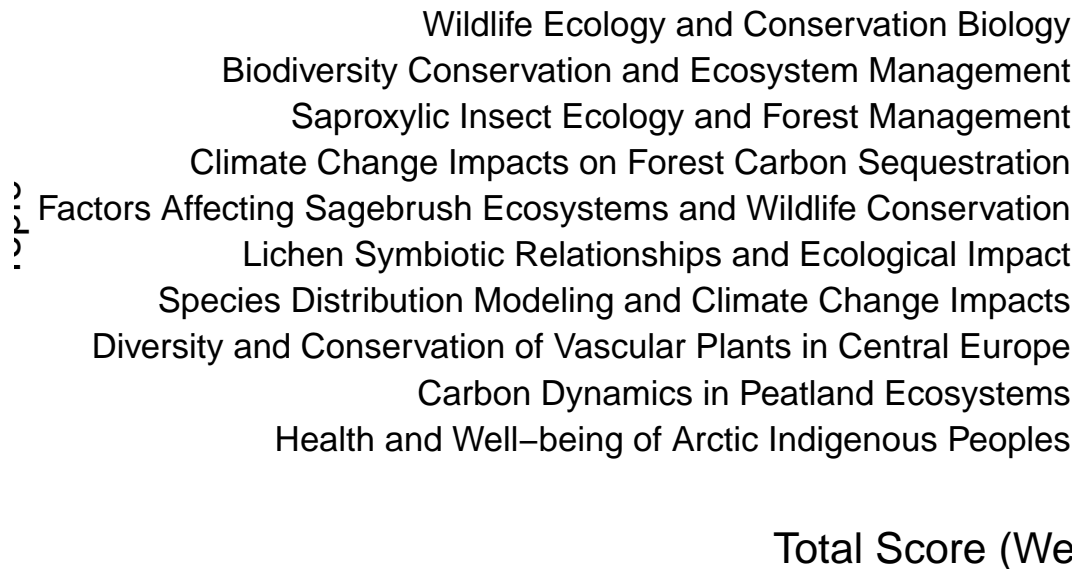 Wildlife Ecology and Conservation Biology
Biodiversity Conservation and Ecosystem Management
Saproxylic Insect Ecology and Forest Management
Climate Change Impacts on Forest Carbon Sequestration
Factors Affecting Sagebrush Ecosystems and Wildlife Conservation
Lichen Symbiotic Relationships and Ecological Impact
Species Distribution Modeling and Climate Change Impacts
Diversity and Conservation of Vascular Plants in Central Europe
Carbon Dynamics in Peatland Ecosystems
Health and Well−being of Arctic Indigenous Peoples
Total Score (We